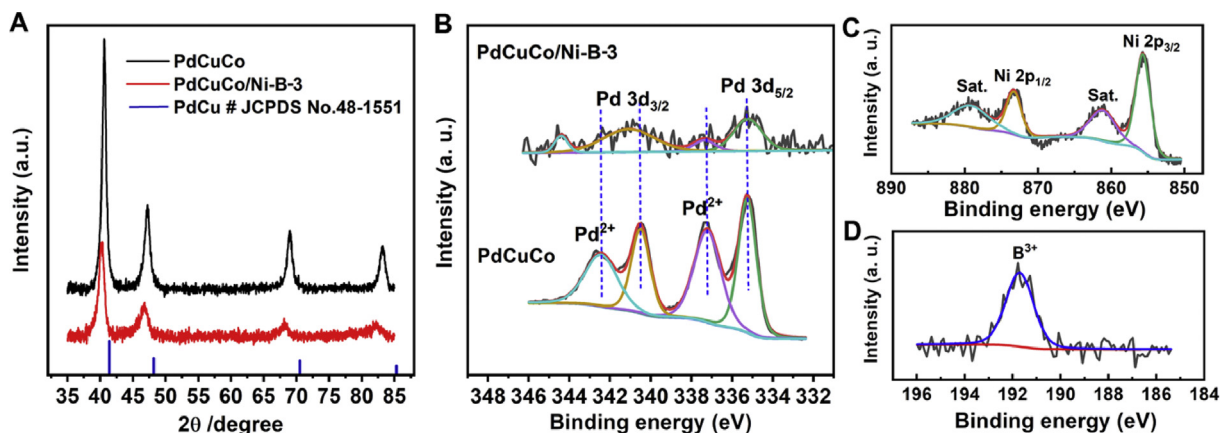 A
Intensity (a.u.)
PdCuCo
PdCuCo/Ni-B-3
PdCu # JCPDS No.48-1551
35 40 45 50 55 60 65 70 75 80 85
2θ /degree
B
Intensity (a.u.)
PdCuCo/Ni-B-3
Pd 3d3/2
Pd 3d5/2
Pd2+
Pd2+
PdCuCo
348 346 344 342 340 338 336 334 332
Binding energy (eV)
C
Intensity (a. u.)
Ni 2p3/2
Sat.
Ni 2p1/2
Sat.
890 880 870 860 850
Binding energy (eV)
D
Intensity (a. u.)
B3+
196 194 192 190 188 186 184
Binding energy (eV)